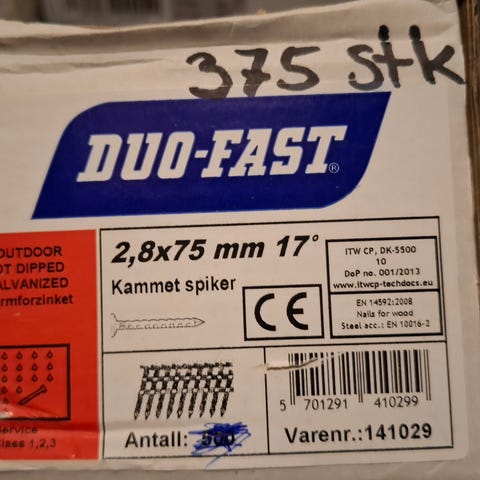 375 stk
DUO-FAST®
OUTDOOR
OT DIPPED
ALVANIZED
rmforzinket
2,8x75 mm 17°
Kammet spiker
CE
ITW CP, DK-5500
10
DoP no. 001/2013
www.itwcp-techdocs.eu
EN 14592:2008
Nails for wood
Steel acc.: EN 10016-2
ervice
lass 1,2,3
Antall: 500
5 701291 410299
Varenr.:141029